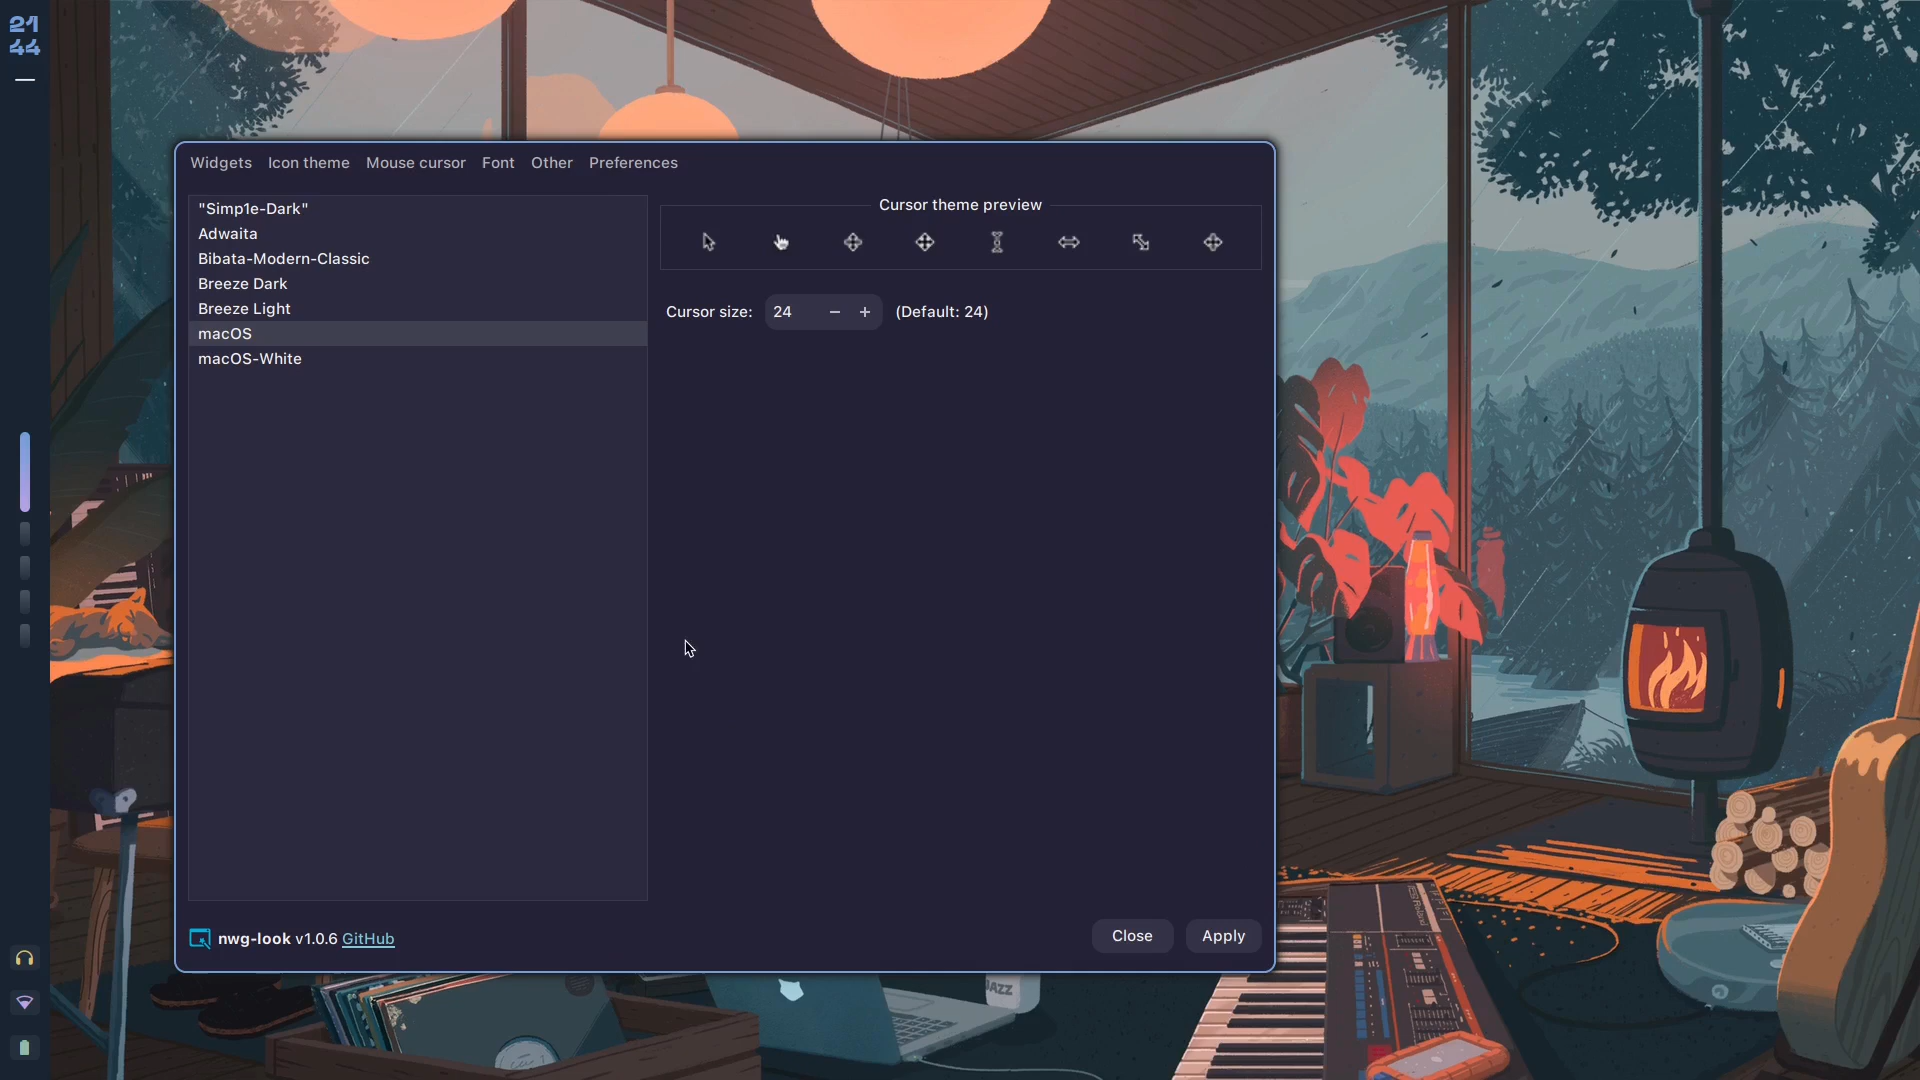 21
44
Widgets Icon theme Mouse cursor Font Other Preferences
"Simp1e-Dark"
Adwaita
Bibata-Modern-Classic
Breeze Dark
Breeze Light
macOS
macOS-White
Cursor theme preview
Cursor size: 24 − + (Default: 24)
nwg-look v1.0.6 GitHub
Close Apply
JAZZ
Roland